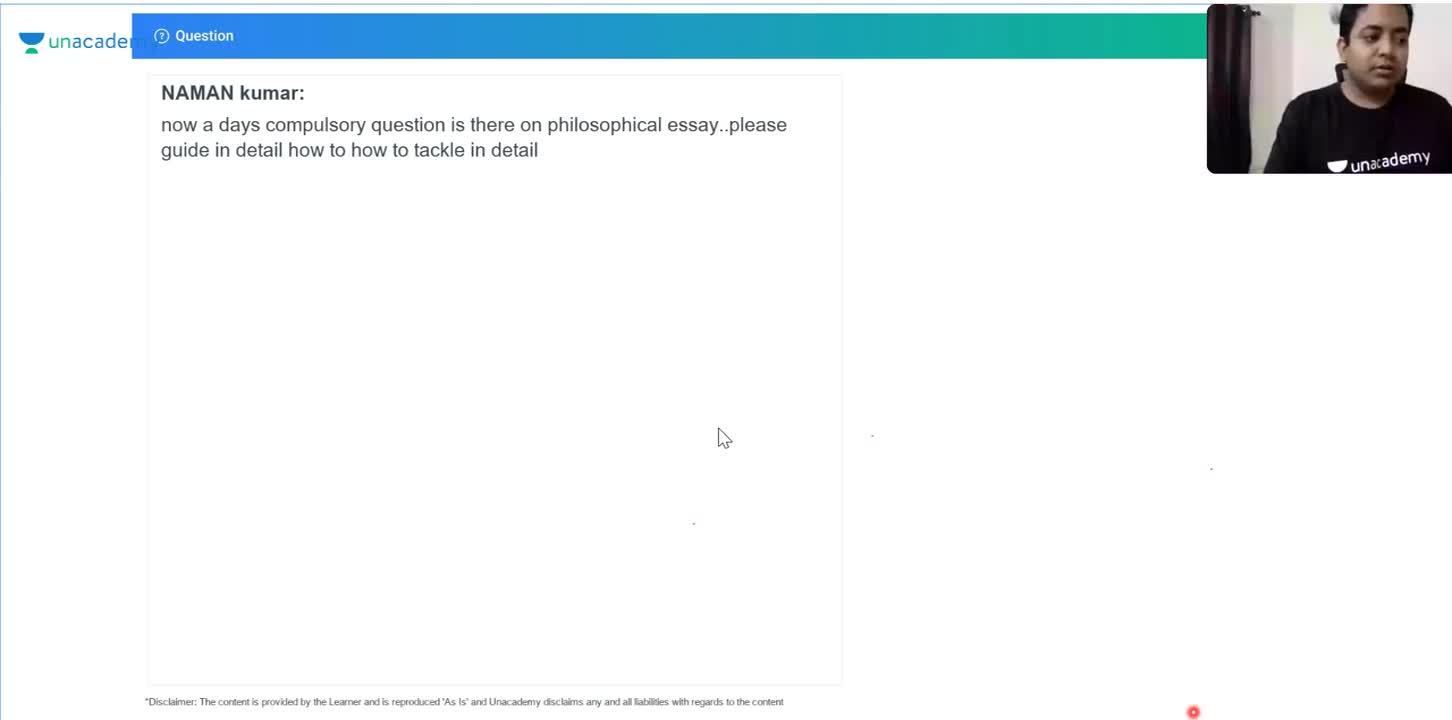 unacademy
Question
NAMAN kumar:
now a days compulsory question is there on philosophical essay..please
guide in detail how to how to tackle in detail
unacademy
*Disclaimer: The content is provided by the Learner and is reproduced 'As Is' and Unacademy disclaims any and all liabilities with regards to the content